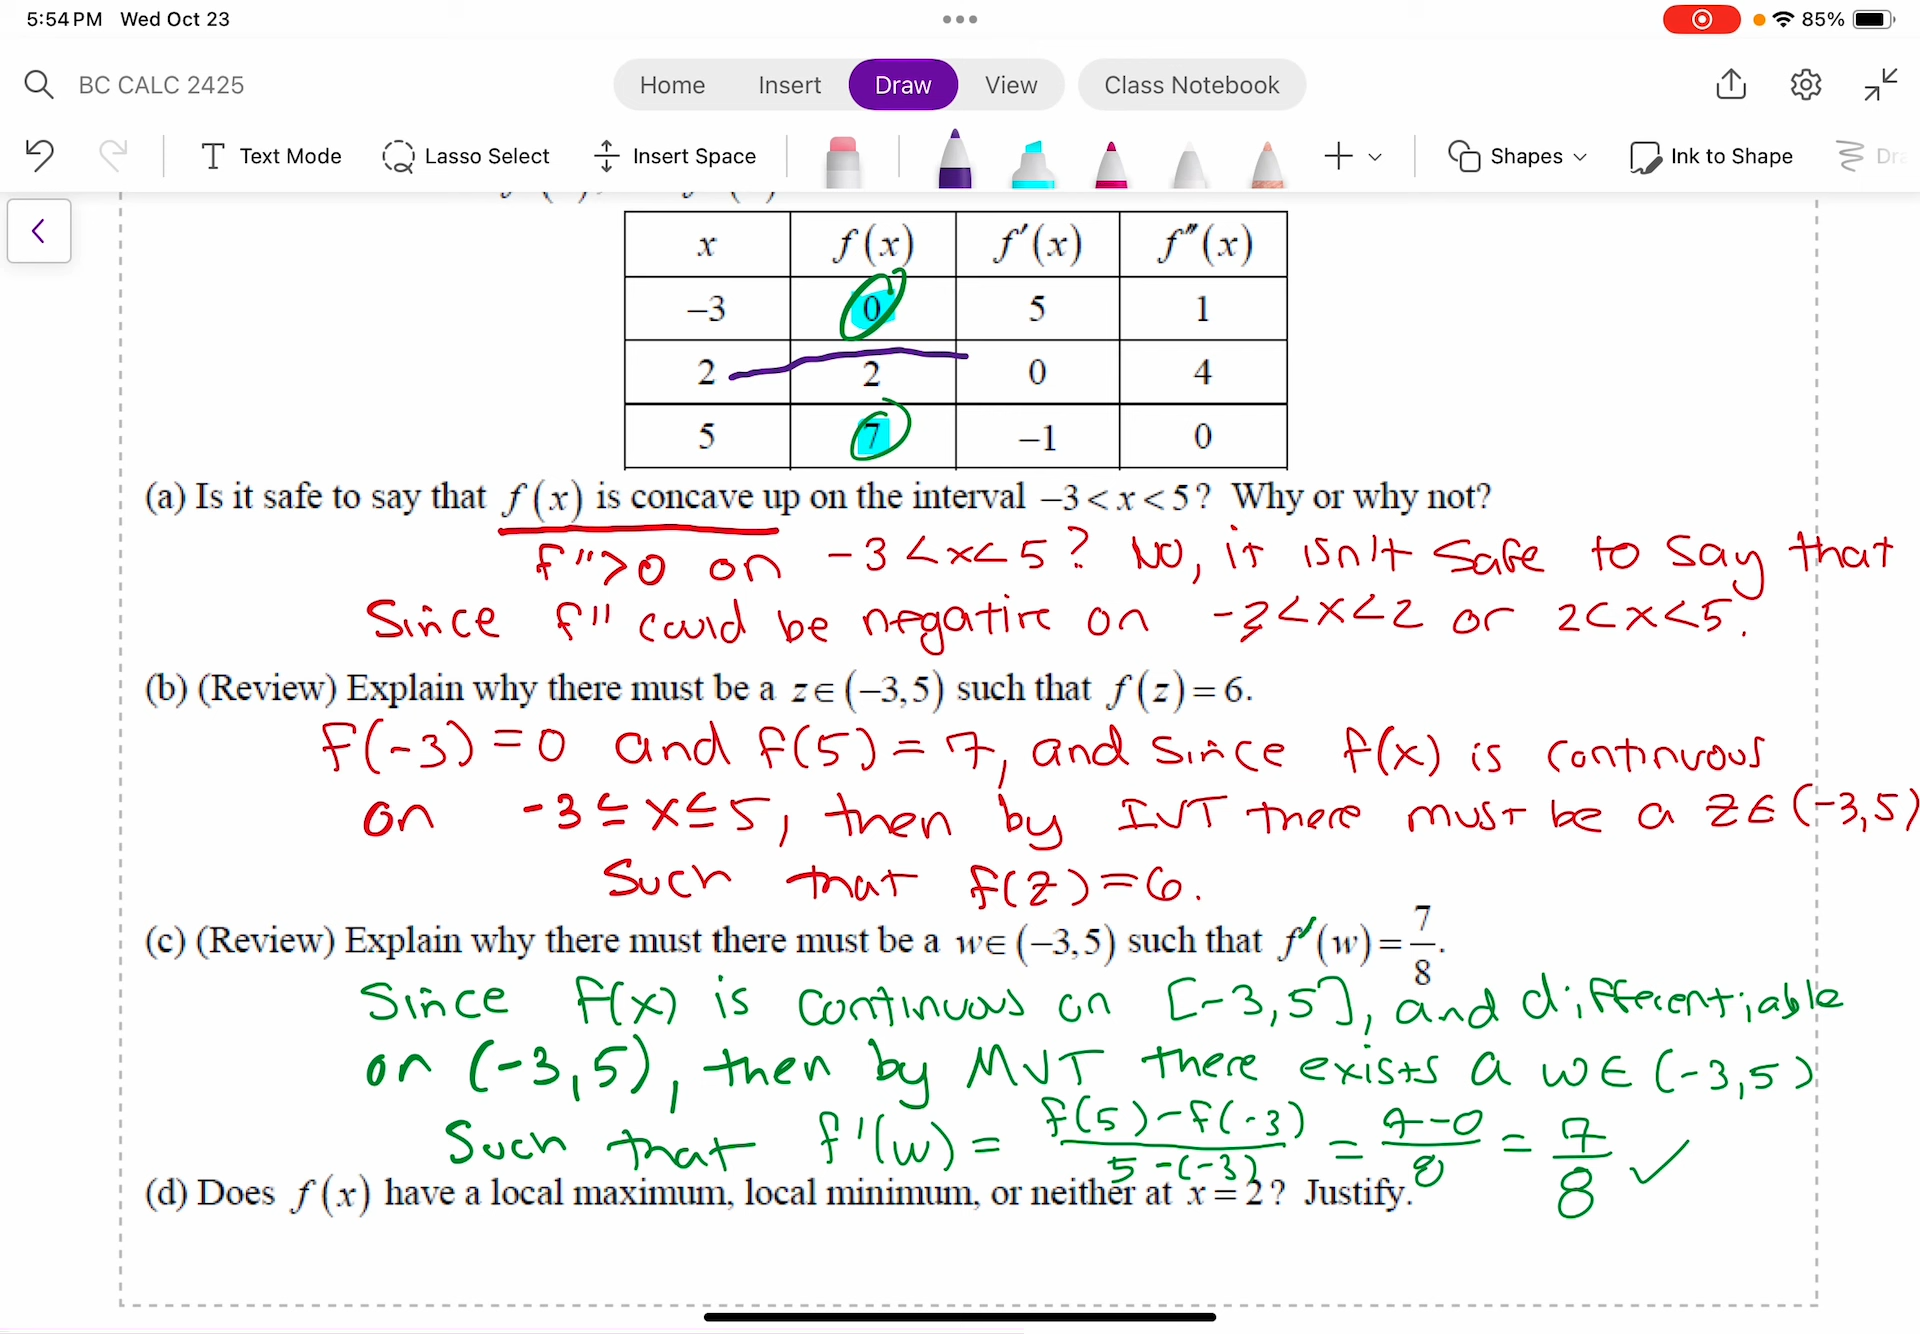 5:54 PM Wed Oct 23
85%
BC CALC 2425
Home Insert Draw View Class Notebook
Text Mode Lasso Select Insert Space Shapes Ink to Shape
x f(x) f′(x) f″(x)
−3 0 5 1
2 2 0 4
5 7 −1 0
(a) Is it safe to say that f(x) is concave up on the interval −3 < x < 5? Why or why not?
f''>0 on -3<x<5? No, it isn't safe to say that
since f'' could be negative on -3<x<2 or 2<x<5.
(b) (Review) Explain why there must be a z∈(−3,5) such that f(z)=6.
f(-3)=0 and f(5)=7, and since f(x) is continuous
on -3≤x≤5, then by IVT there must be a z∈(-3,5)
such that f(z)=6.
(c) (Review) Explain why there must there must be a w∈(−3,5) such that f′(w)=7/8.
Since f(x) is continuous on [-3,5], and differentiable
on (-3,5), then by MVT there exists a w∈(-3,5)
such that f'(w) = (f(5)-f(-3))/(5-(-3)) = (7-0)/8 = 7/8 ✓
(d) Does f(x) have a local maximum, local minimum, or neither at x=2? Justify.